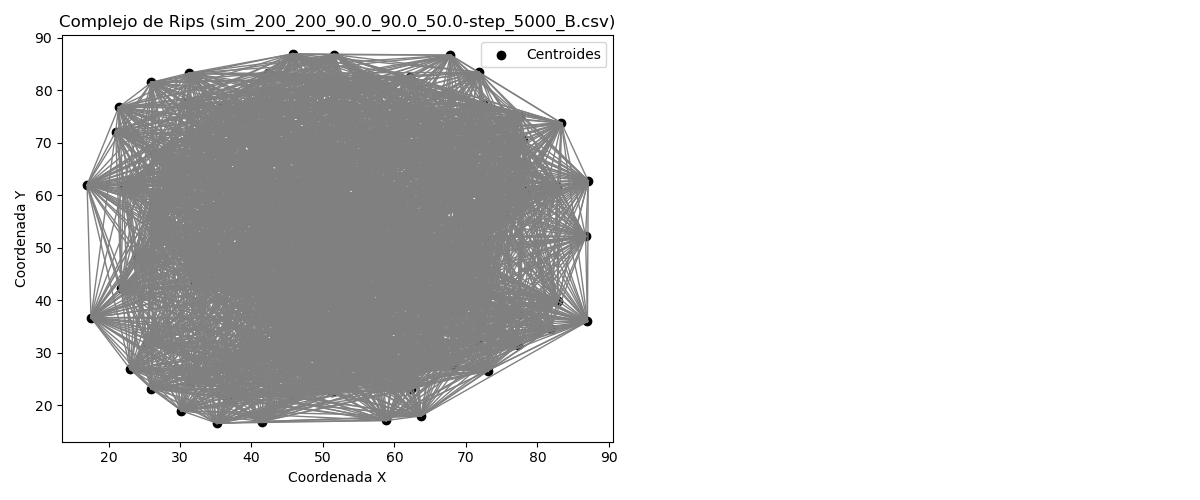 Complejo de Rips (sim_200_200_90.0_90.0_50.0-step_5000_B.csv)
Centroides
90
80
70
60
50
40
30
20
Coordenada Y
20 30 40 50 60 70 80 90
Coordenada X